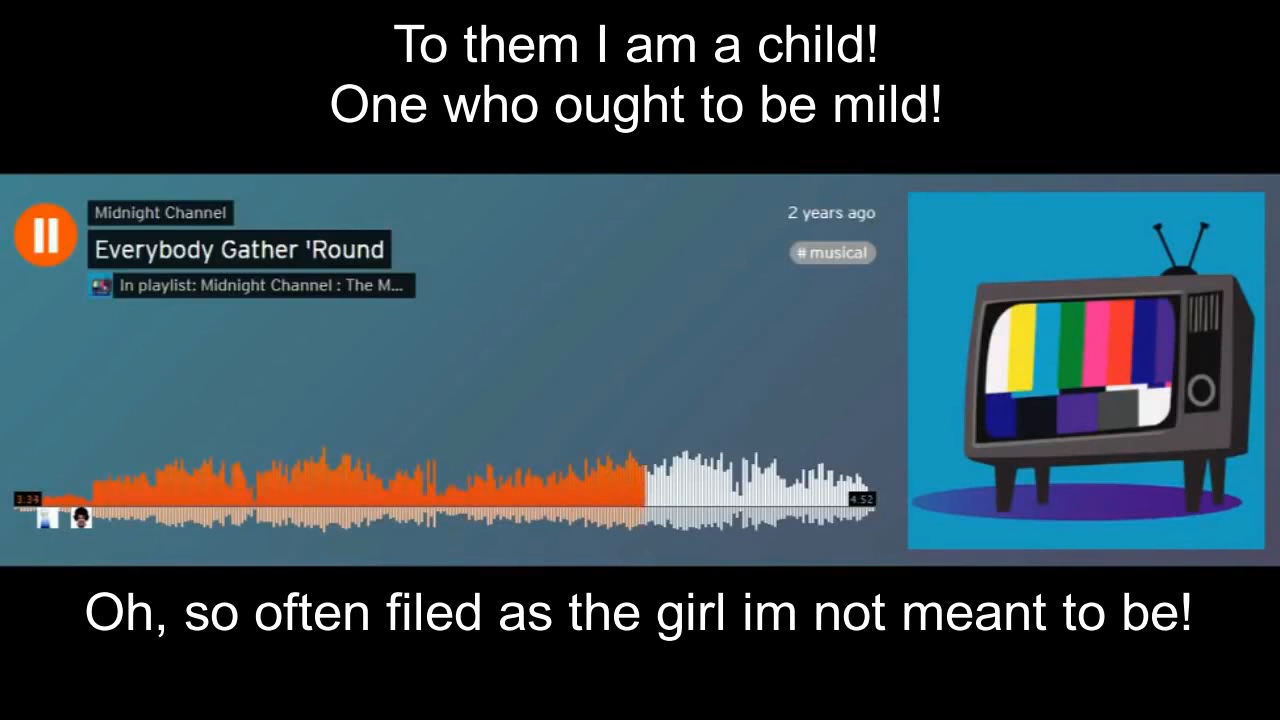 To them I am a child!
One who ought to be mild!
Midnight Channel
2 years ago
Everybody Gather 'Round
# musical
In playlist: Midnight Channel : The M...
3:34
4:52
Oh, so often filed as the girl im not meant to be!